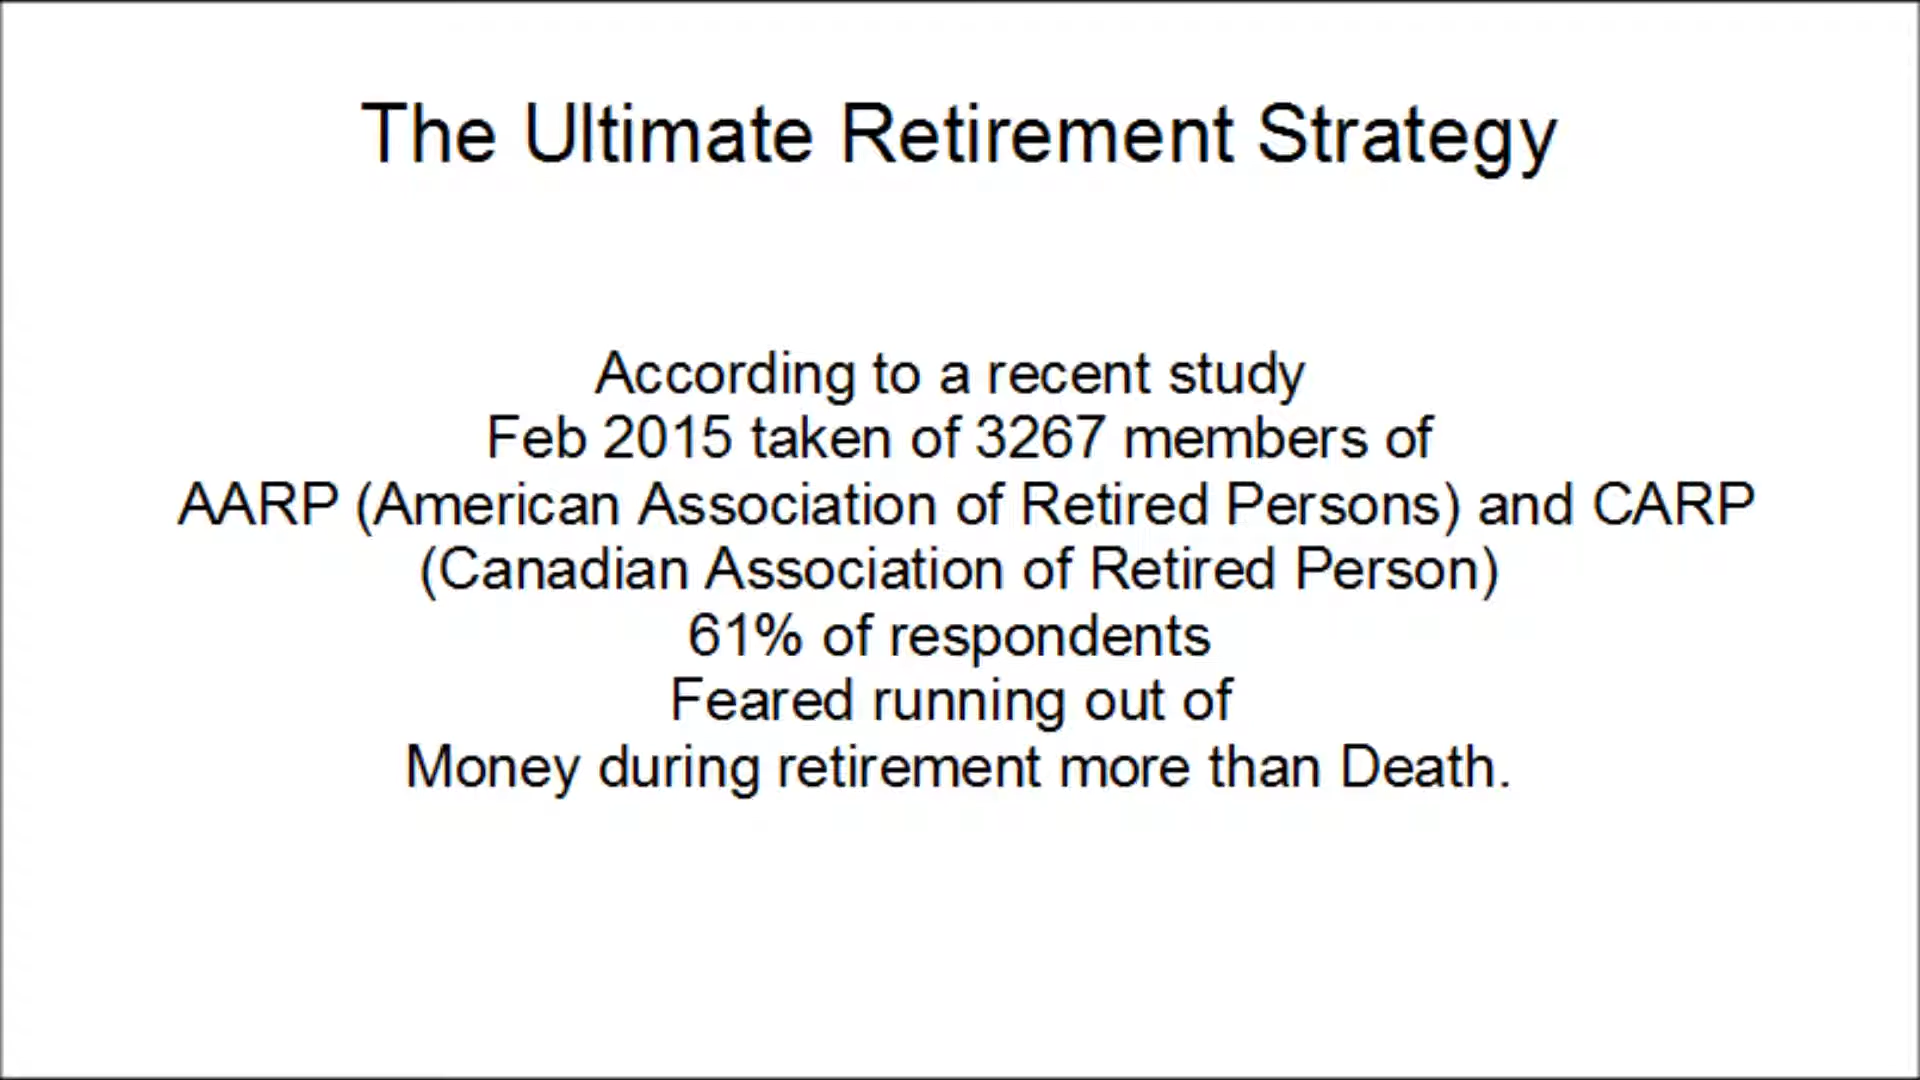 The Ultimate Retirement Strategy
According to a recent study
Feb 2015 taken of 3267 members of
AARP (American Association of Retired Persons) and CARP
(Canadian Association of Retired Person)
61% of respondents
Feared running out of
Money during retirement more than Death.